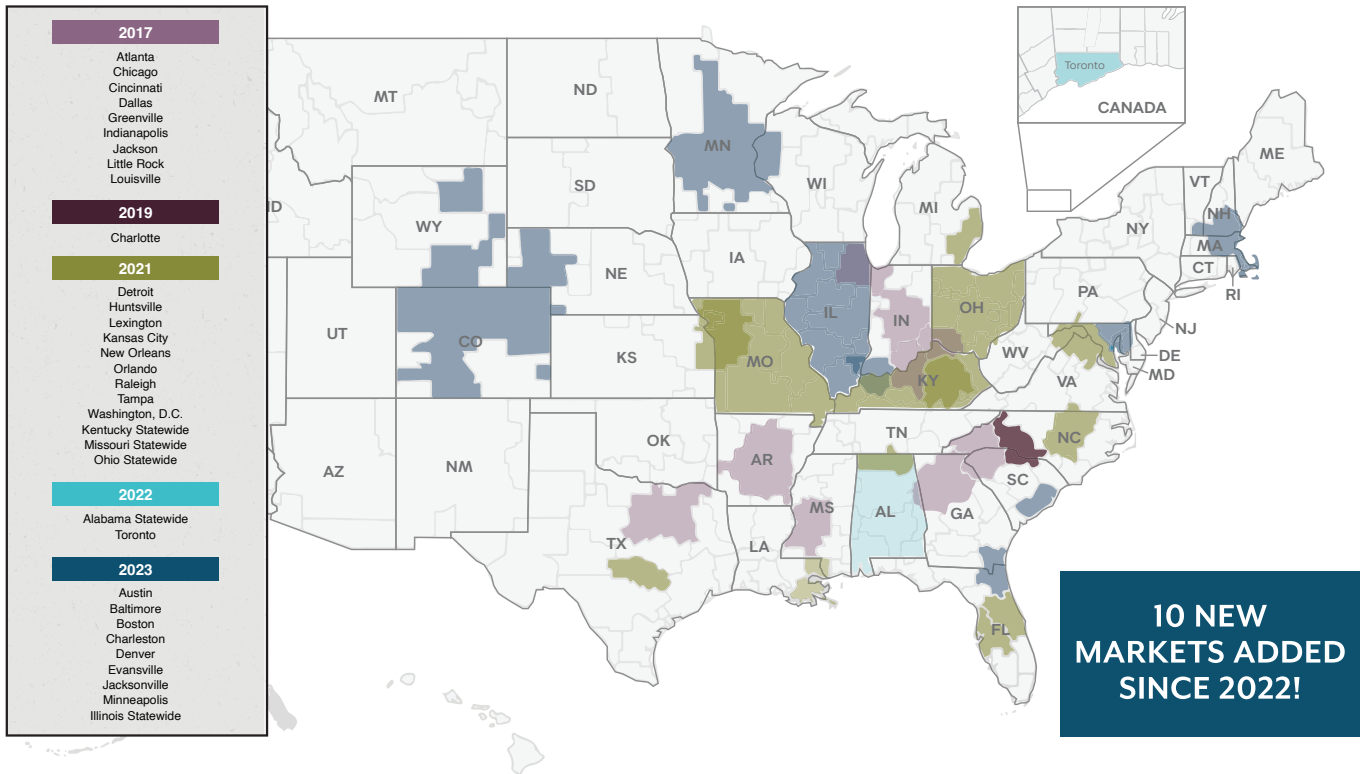 2017
Atlanta
Chicago
Cincinnati
Dallas
Greenville
Indianapolis
Jackson
Little Rock
Louisville
2019
Charlotte
2021
Detroit
Huntsville
Lexington
Kansas City
New Orleans
Orlando
Raleigh
Tampa
Washington, D.C.
Kentucky Statewide
Missouri Statewide
Ohio Statewide
2022
Alabama Statewide
Toronto
2023
Austin
Baltimore
Boston
Charleston
Denver
Evansville
Jacksonville
Minneapolis
Illinois Statewide
Toronto
CANADA
MT
ND
MN
ID
WY
SD
WI
MI
NY
VT
NH
ME
MA
CT
RI
NE
IA
PA
NJ
UT
CO
KS
MO
IL
IN
OH
WV
DE
MD
VA
KY
AZ
NM
OK
AR
TN
NC
SC
TX
LA
MS
AL
GA
FL
10 NEW
MARKETS ADDED
SINCE 2022!